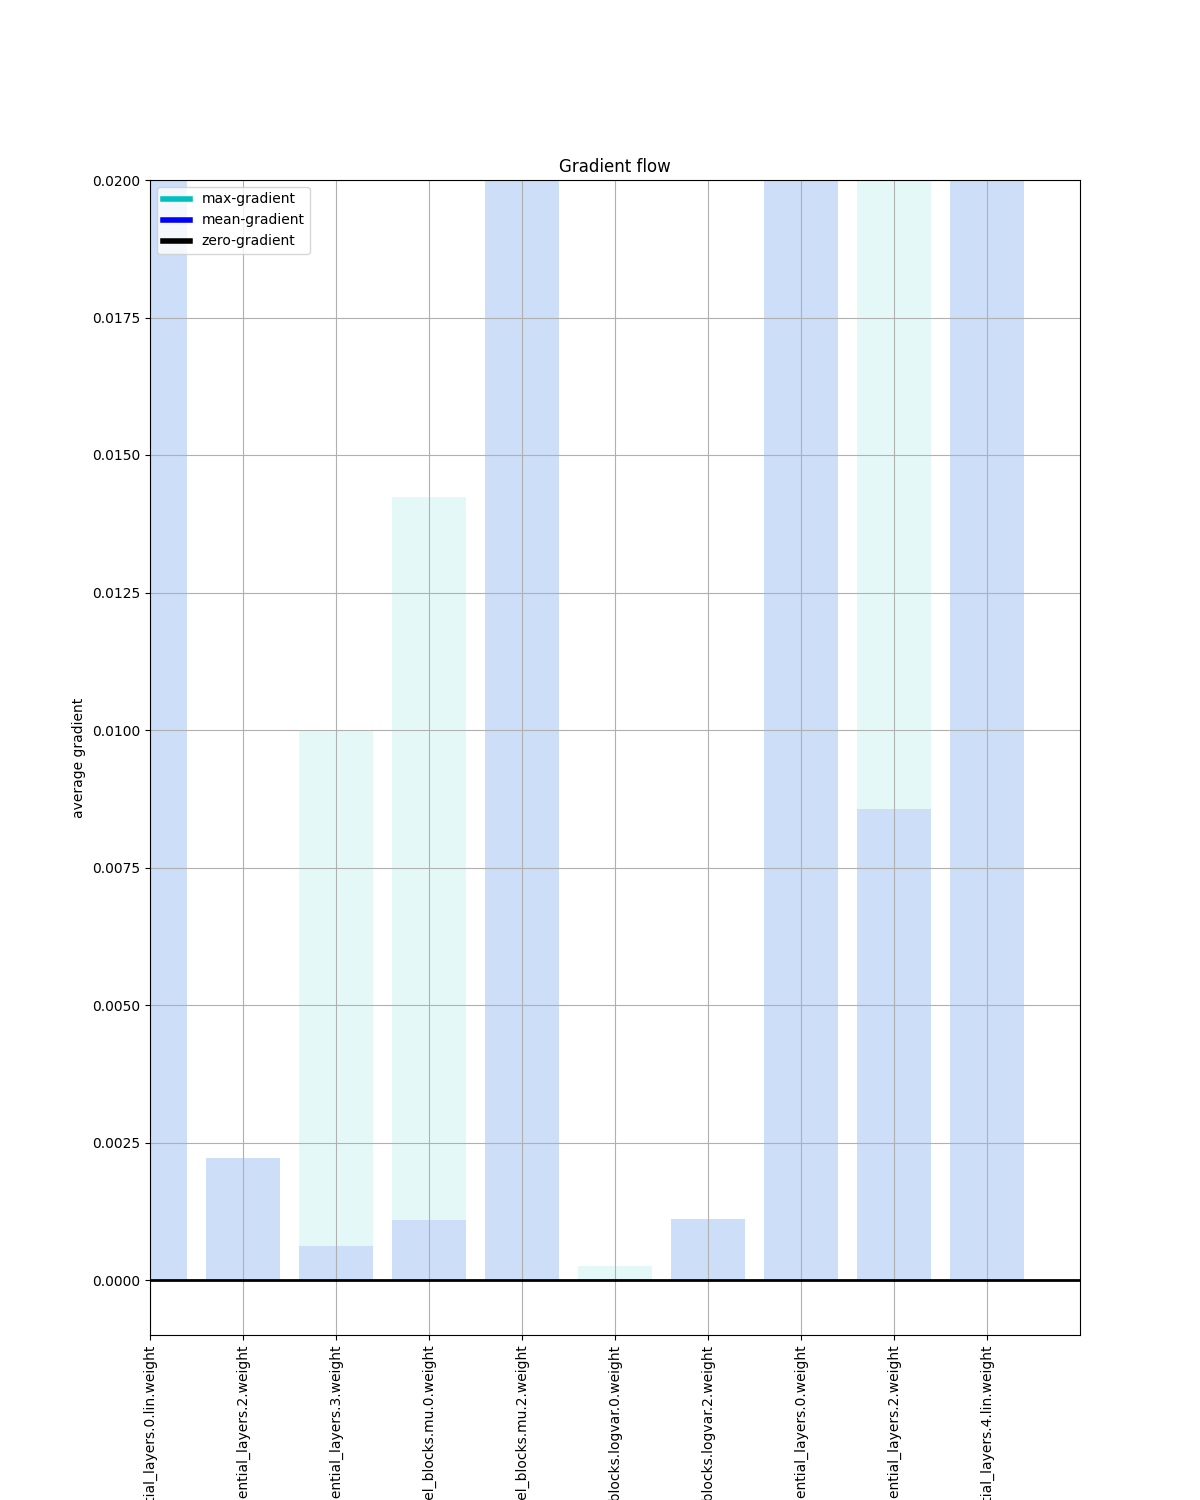 Gradient flow
max-gradient
mean-gradient
zero-gradient
0.0200
0.0175
0.0150
0.0125
0.0100
0.0075
0.0050
0.0025
0.0000
average gradient
tial_layers.0.lin.weight
ential_layers.2.weight
ential_layers.3.weight
el_blocks.mu.0.weight
el_blocks.mu.2.weight
blocks.logvar.0.weight
blocks.logvar.2.weight
ential_layers.0.weight
ential_layers.2.weight
tial_layers.4.lin.weight